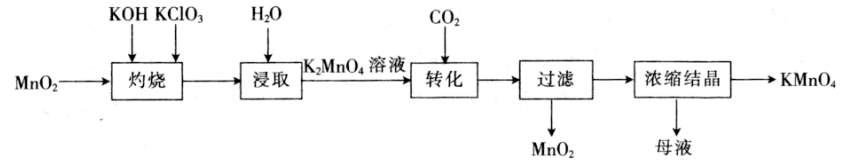 KOH KClO₃ H₂O CO₂
MnO₂ 灼烧 浸取 K₂MnO₄ 溶液 转化 过滤 浓缩结晶 KMnO₄
MnO₂ 母液